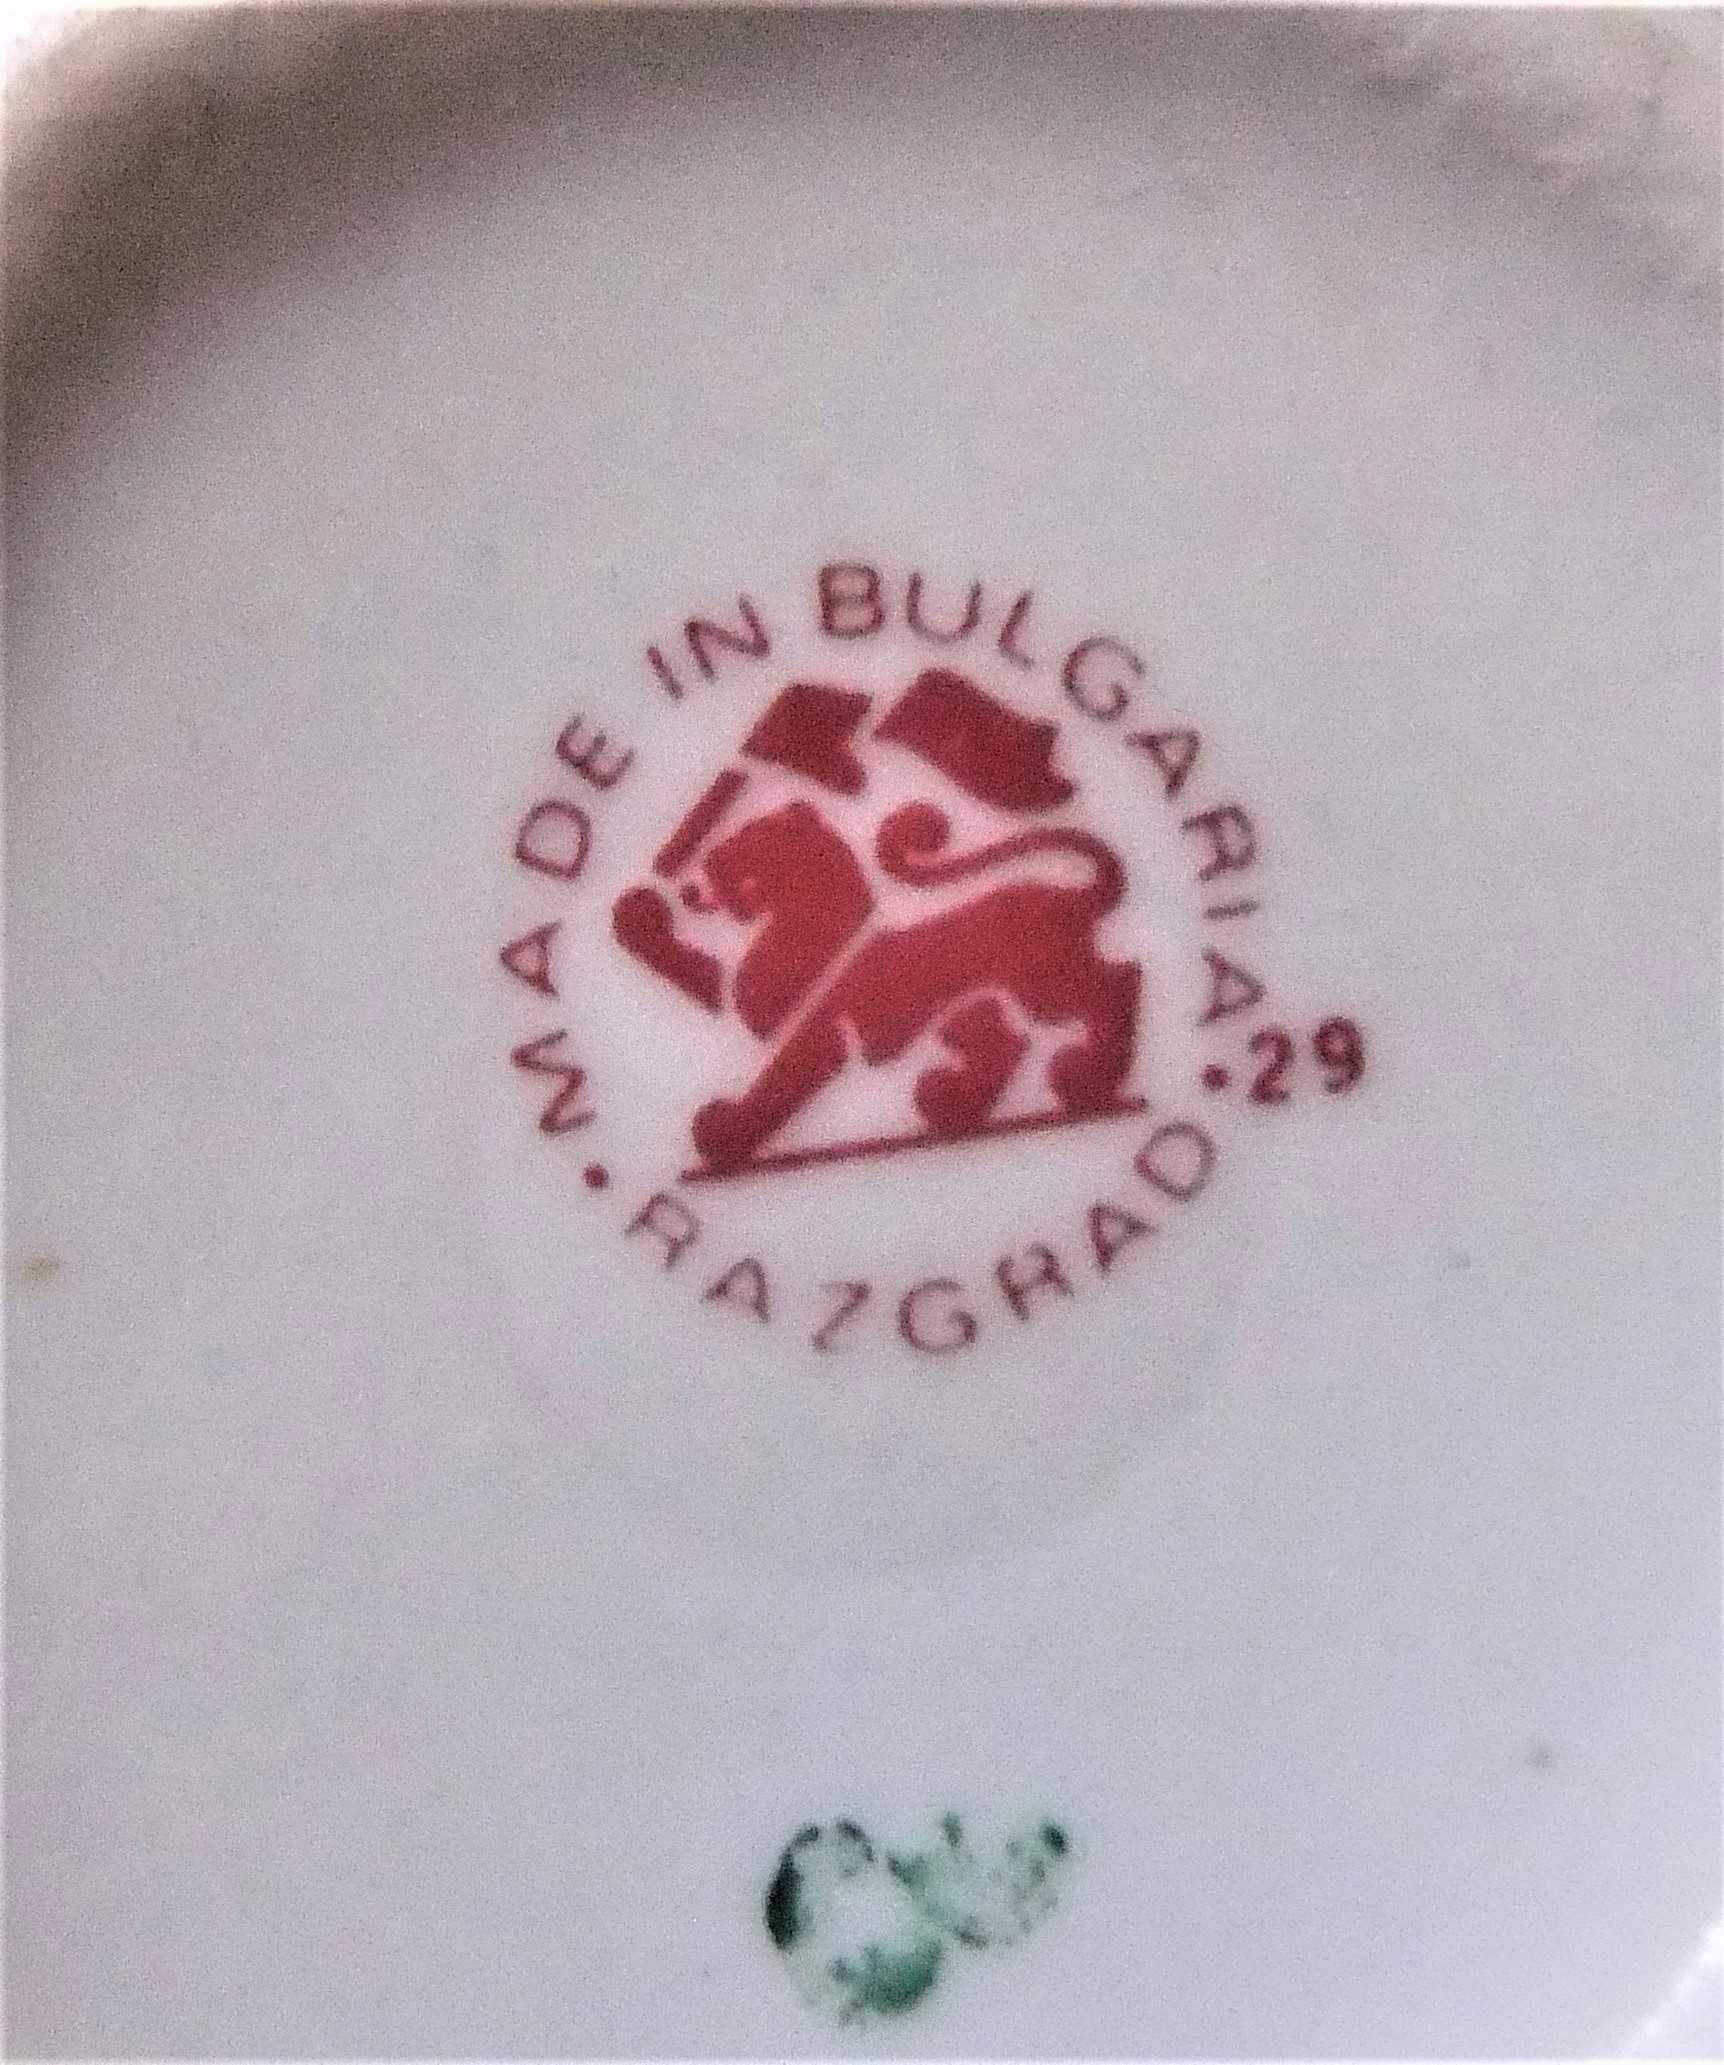 MADE IN BULGARIA
• RAZGRAD •
29